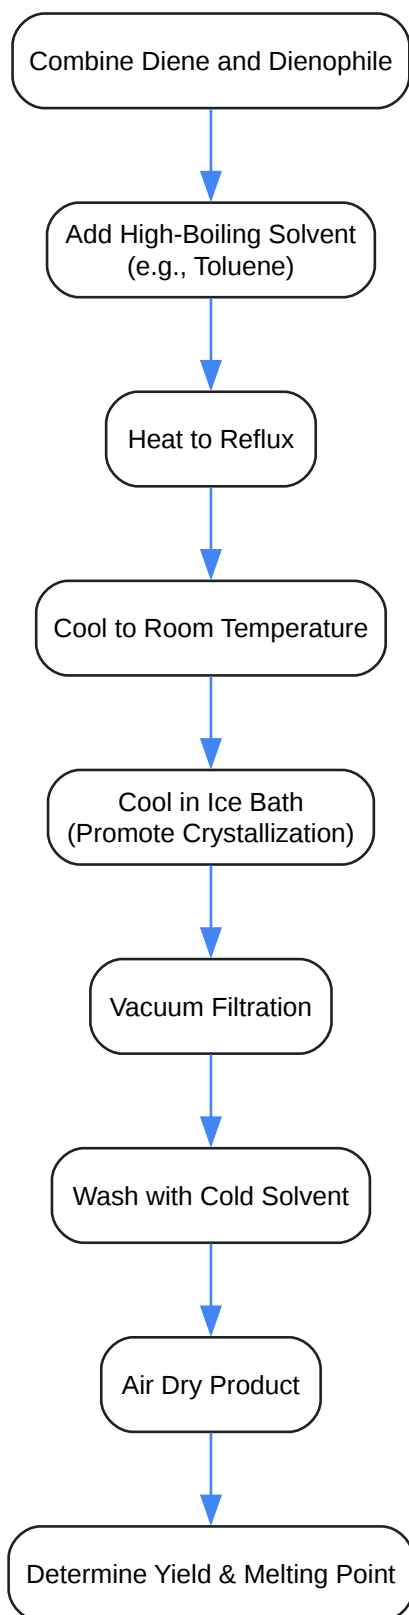 Combine Diene and Dienophile
Add High-Boiling Solvent
(e.g., Toluene)
Heat to Reflux
Cool to Room Temperature
Cool in Ice Bath
(Promote Crystallization)
Vacuum Filtration
Wash with Cold Solvent
Air Dry Product
Determine Yield & Melting Point